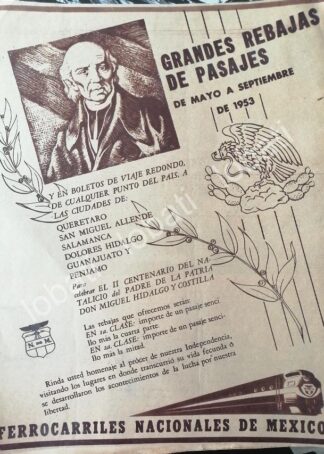 GRANDES REBAJAS
DE PASAJES
DE MAYO A SEPTIEMBRE
DE 1953
Y EN BOLETOS DE VIAJE REDONDO,
DE CUALQUIER PUNTO DEL PAIS, A
LAS CIUDADES DE:
QUERETARO
SAN MIGUEL ALLENDE
SALAMANCA
DOLORES HIDALGO
GUANAJUATO Y
PENJAMO
Para
celebrar EL II CENTENARIO DEL NA-
TALICIO del PADRE DE LA PATRIA
DON MIGUEL HIDALGO Y COSTILLA
Las rebajas que ofrecemos serán:
EN 1a. CLASE- importe de un pasaje senci
llo más la cuarta parte.
EN 2a. CLASE- importe de un pasaje senci-
llo más la mitad.
N. de M.
Rinda usted homenaje al prócer de nuestra Independencia,
visitando los lugares en donde transcurrió su vida fecunda ó
se desarrollaron los acontecimientos de la lucha por nuestra
libertad.
FERROCARRILES NACIONALES DE MEXICO